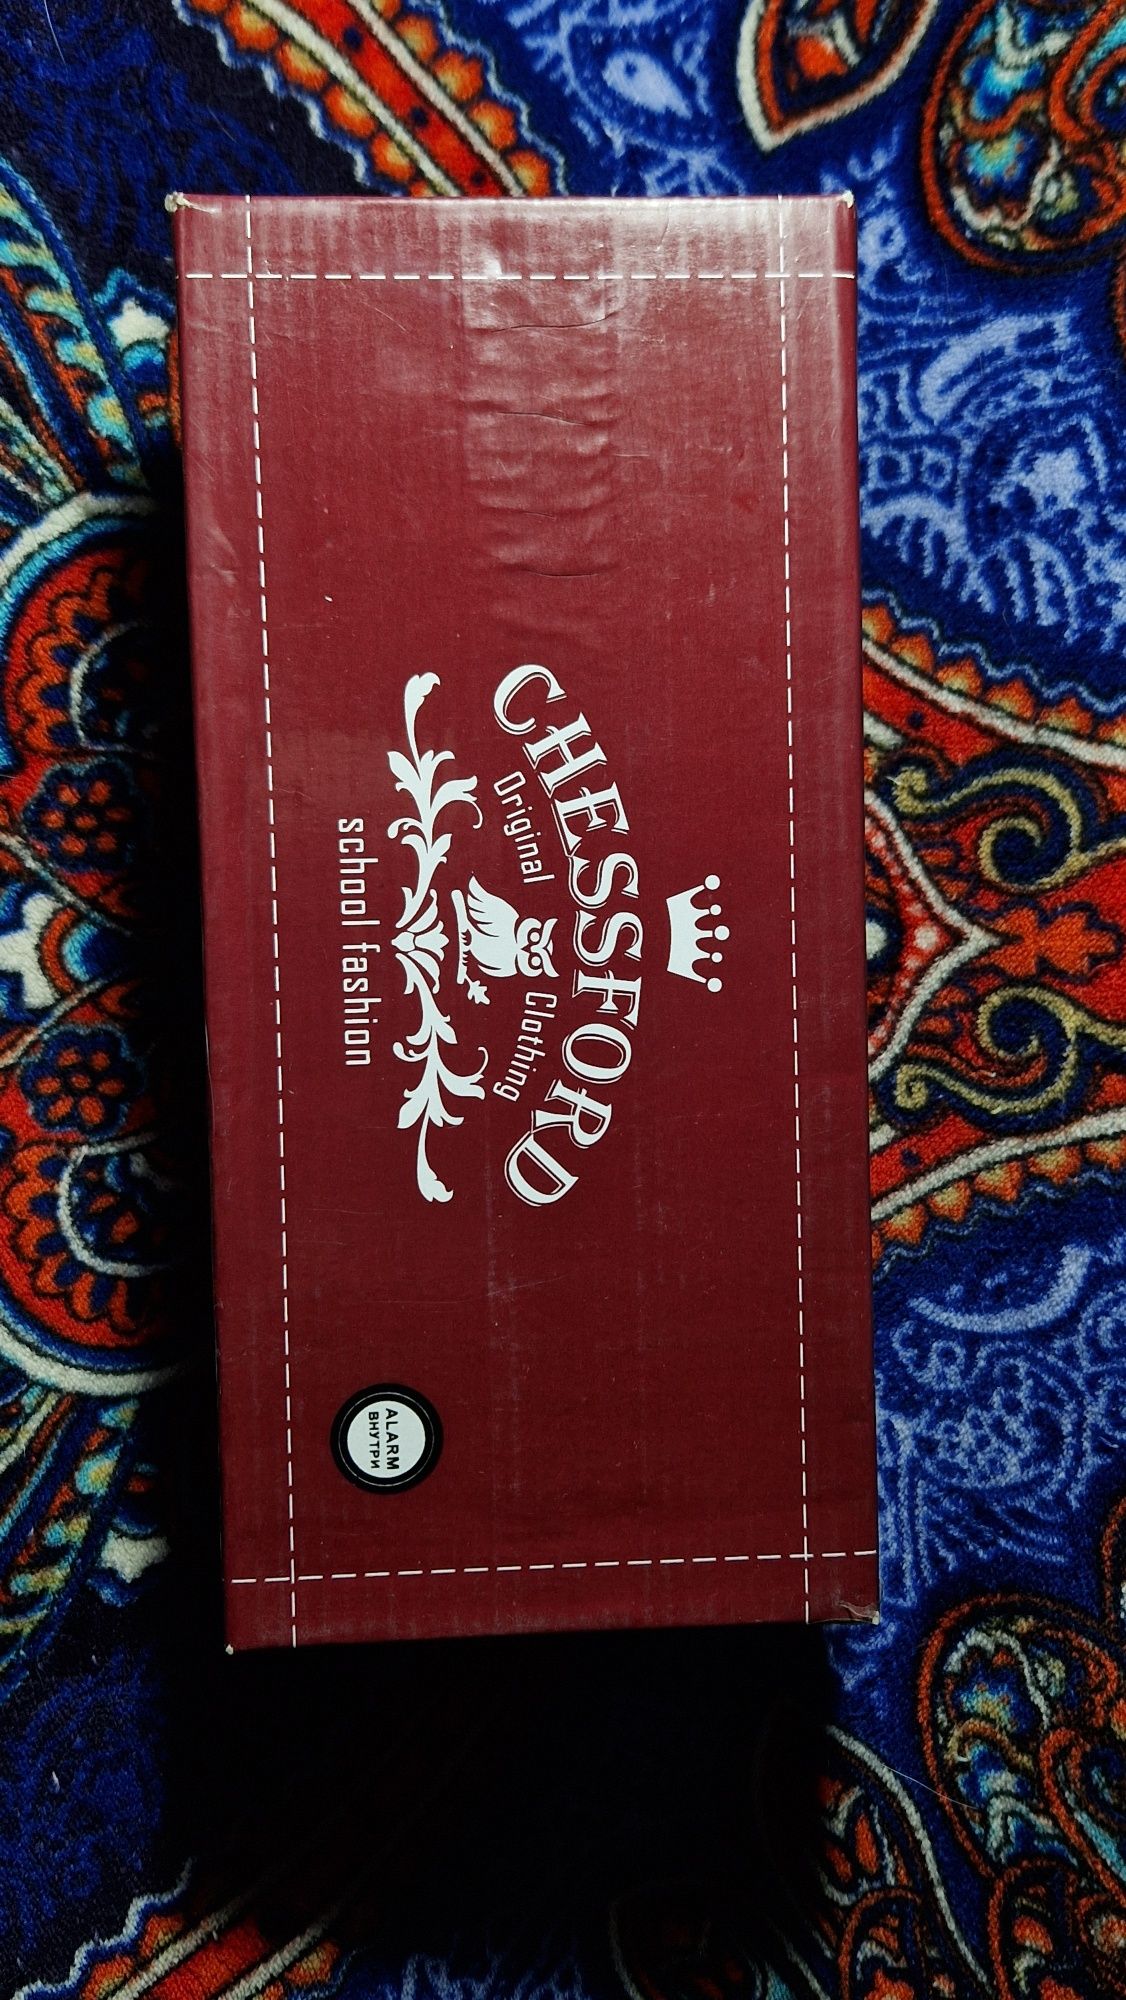 CHESSFORD
Original Clothing
school fashion
ALARM
ВНУТРИ